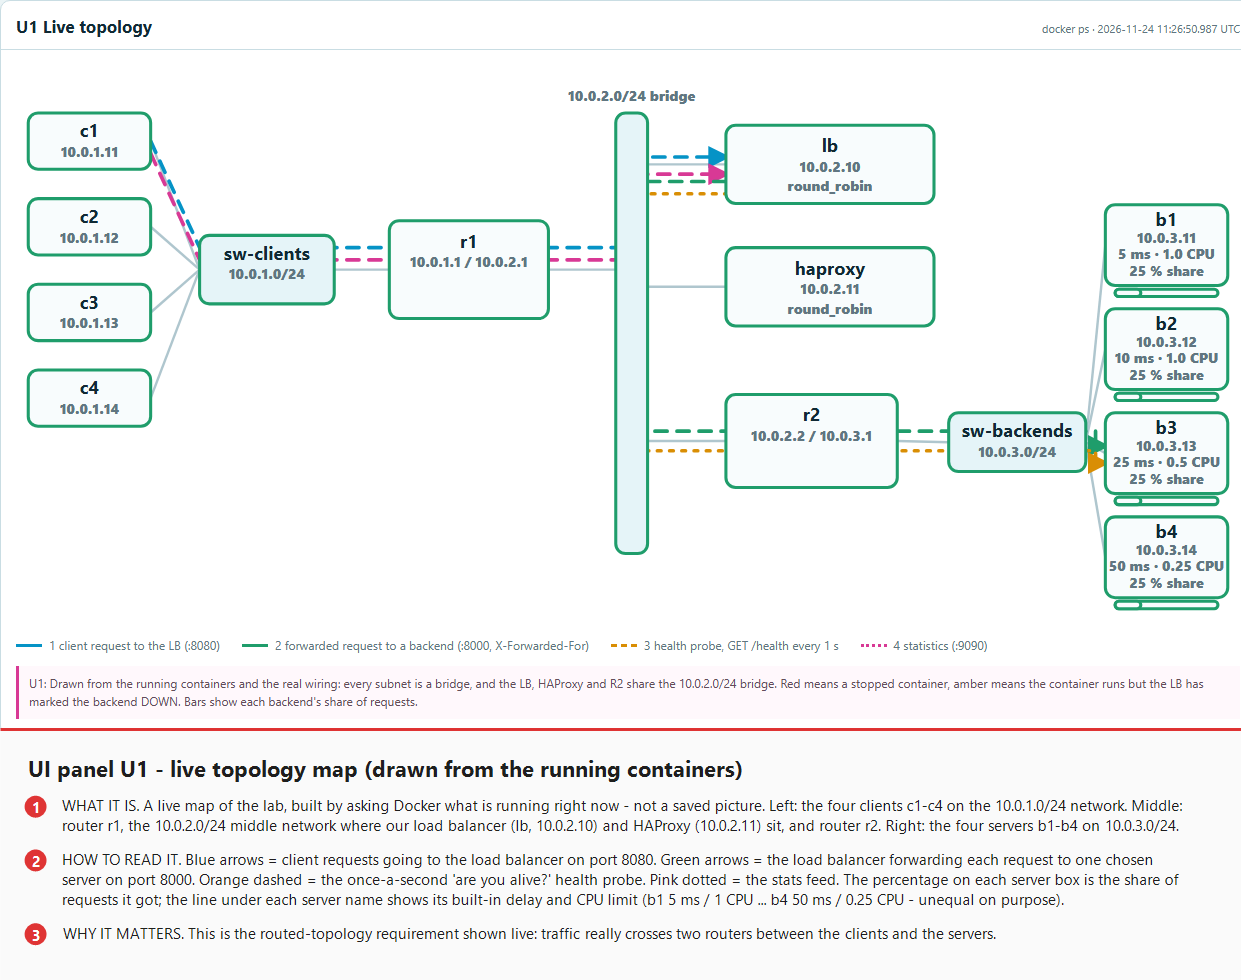 U1 Live topology
docker ps · 2026-11-24 11:26:50.987 UTC
10.0.2.0/24 bridge
c1
10.0.1.11
c2
10.0.1.12
c3
10.0.1.13
c4
10.0.1.14
sw-clients
10.0.1.0/24
r1
10.0.1.1 / 10.0.2.1
lb
10.0.2.10
round_robin
haproxy
10.0.2.11
round_robin
r2
10.0.2.2 / 10.0.3.1
sw-backends
10.0.3.0/24
b1
10.0.3.11
5 ms · 1.0 CPU
25 % share
b2
10.0.3.12
10 ms · 1.0 CPU
25 % share
b3
10.0.3.13
25 ms · 0.5 CPU
25 % share
b4
10.0.3.14
50 ms · 0.25 CPU
25 % share
1 client request to the LB (:8080)
2 forwarded request to a backend (:8000, X-Forwarded-For)
3 health probe, GET /health every 1 s
4 statistics (:9090)
U1: Drawn from the running containers and the real wiring: every subnet is a bridge, and the LB, HAProxy and R2 share the 10.0.2.0/24 bridge. Red means a stopped container, amber means the container runs but the LB has
marked the backend DOWN. Bars show each backend's share of requests.
UI panel U1 - live topology map (drawn from the running containers)
1 WHAT IT IS. A live map of the lab, built by asking Docker what is running right now - not a saved picture. Left: the four clients c1-c4 on the 10.0.1.0/24 network. Middle:
router r1, the 10.0.2.0/24 middle network where our load balancer (lb, 10.0.2.10) and HAProxy (10.0.2.11) sit, and router r2. Right: the four servers b1-b4 on 10.0.3.0/24.
2 HOW TO READ IT. Blue arrows = client requests going to the load balancer on port 8080. Green arrows = the load balancer forwarding each request to one chosen
server on port 8000. Orange dashed = the once-a-second 'are you alive?' health probe. Pink dotted = the stats feed. The percentage on each server box is the share of
requests it got; the line under each server name shows its built-in delay and CPU limit (b1 5 ms / 1 CPU ... b4 50 ms / 0.25 CPU - unequal on purpose).
3 WHY IT MATTERS. This is the routed-topology requirement shown live: traffic really crosses two routers between the clients and the servers.